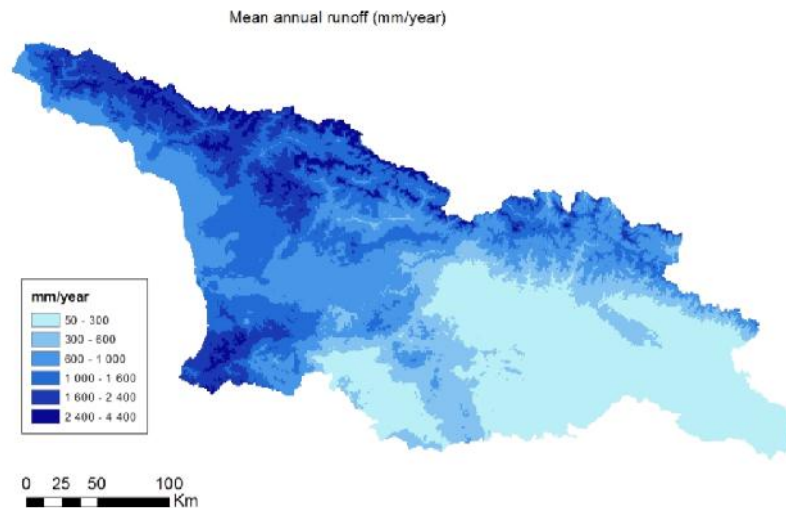 Mean annual runoff (mm/year)
mm/year
50 - 300
300 - 600
600 - 1 000
1 000 - 1 600
1 600 - 2 400
2 400 - 4 400
0 25 50 100
Km